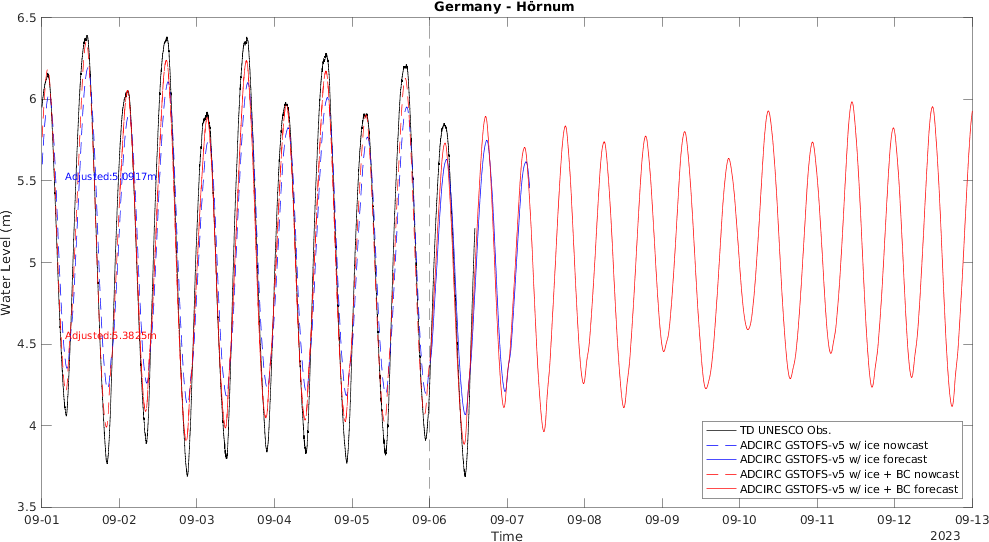 Germany - Hörnum
6.5
6
5.5
5
4.5
4
3.5
Water Level (m)
Adjusted:5.0917m
Adjusted:5.3825m
TD UNESCO Obs.
ADCIRC GSTOFS-v5 w/ ice nowcast
ADCIRC GSTOFS-v5 w/ ice forecast
ADCIRC GSTOFS-v5 w/ ice + BC nowcast
ADCIRC GSTOFS-v5 w/ ice + BC forecast
09-01 09-02 09-03 09-04 09-05 09-06 09-07 09-08 09-09 09-10 09-11 09-12 09-13
Time
2023